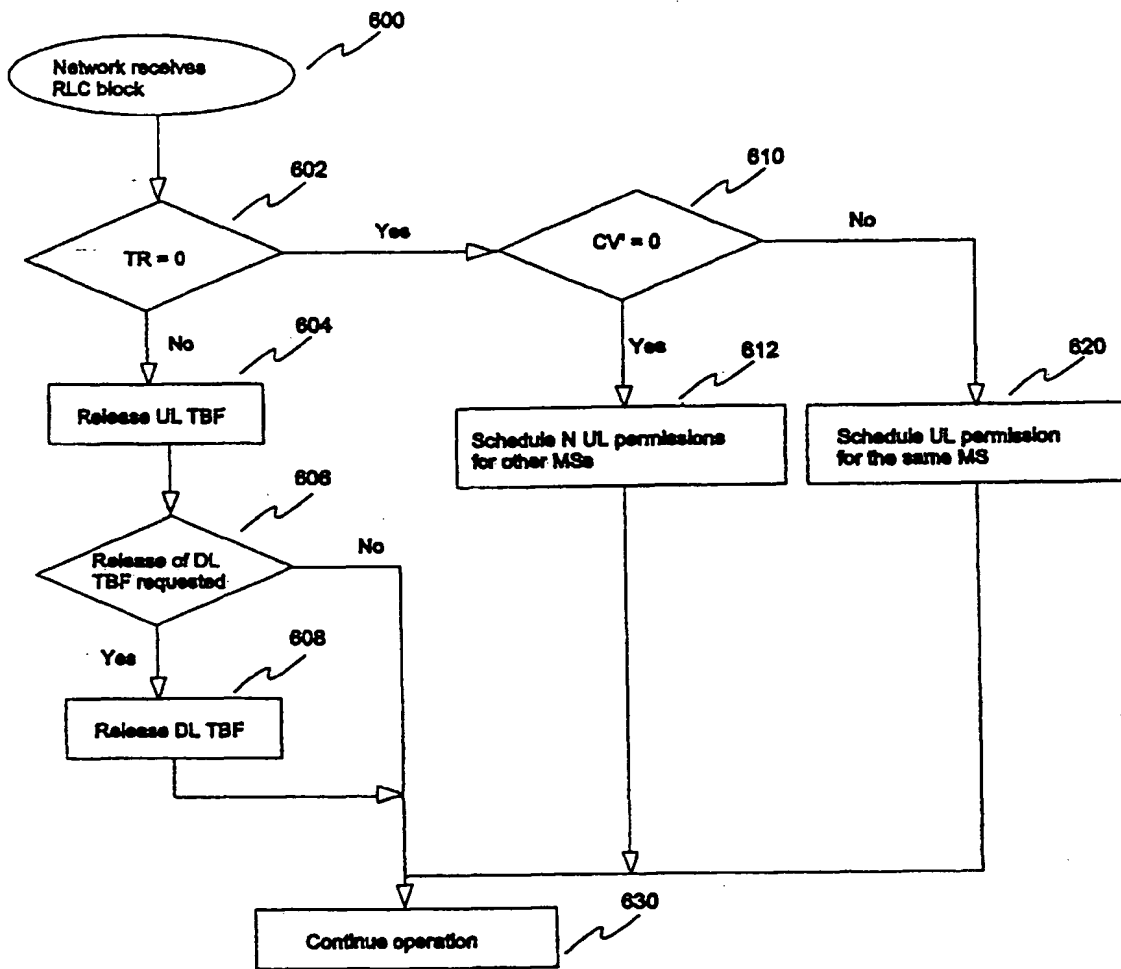 600
Network receives
RLC block
602
TR = 0
Yes
610
CV' = 0
No
No
604
Release UL TBF
Yes
612
Schedule N UL permissions
for other MSs
620
Schedule UL permission
for the same MS
606
Release of DL
TBF requested
No
Yes
608
Release DL TBF
630
Continue operation